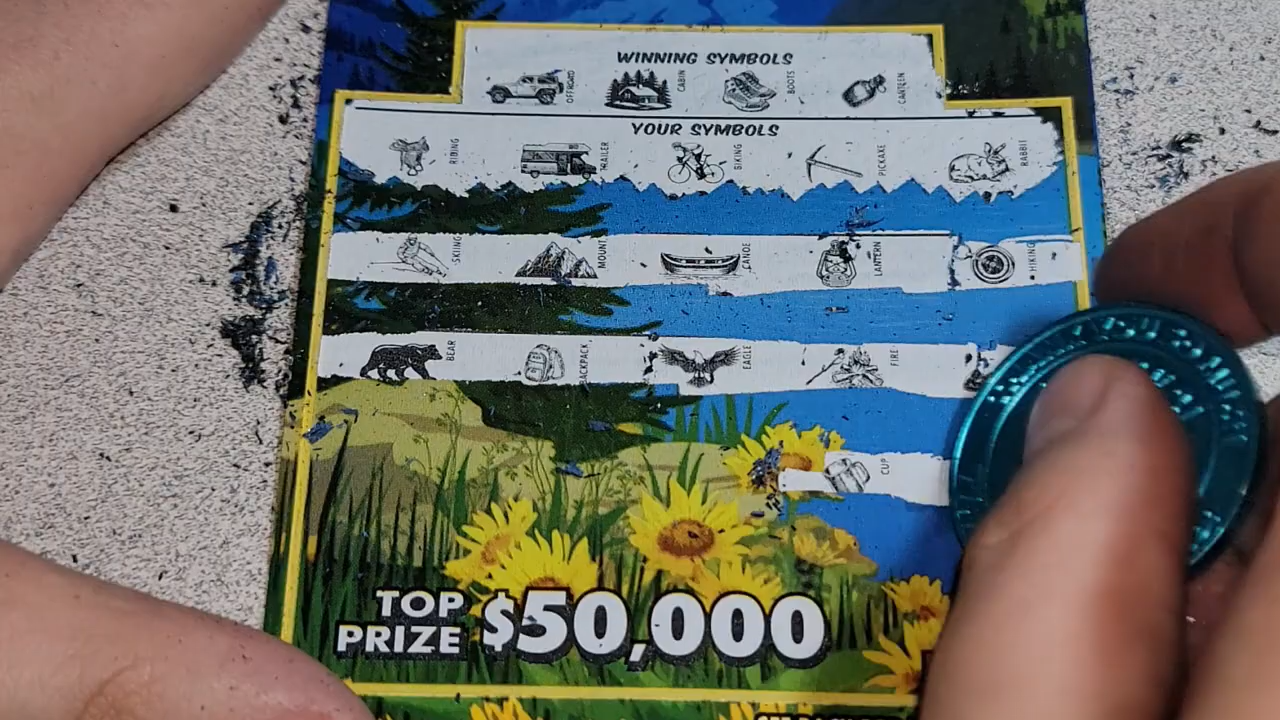 WINNING SYMBOLS
OFFROAD CABIN BOOTS CANTEEN
YOUR SYMBOLS
RIDING TRAILER BIKING PICKAXE RABBIT
SKIING MOUNT CANOE LANTERN HIKING
BEAR BACKPACK EAGLE FIRE
CUP
TOP
PRIZE $50,000